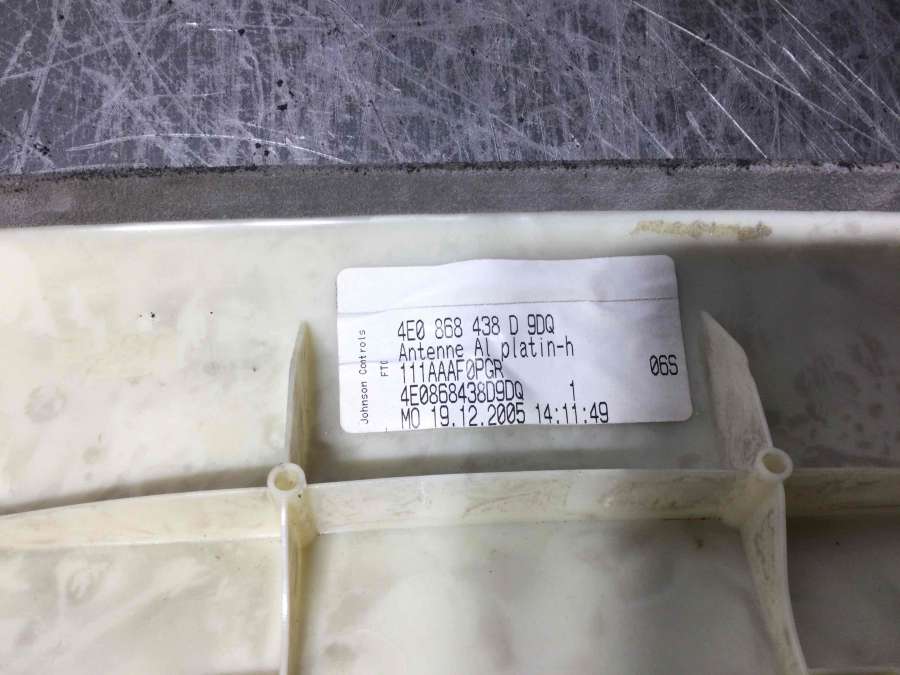 Johnson Controls
FTC
4E0 868 438 D 9DQ
Antenne Al platin-h
111AAAF0PGR
06S
4E0868438D9DQ 1
MO 19.12.2005 14:11:49